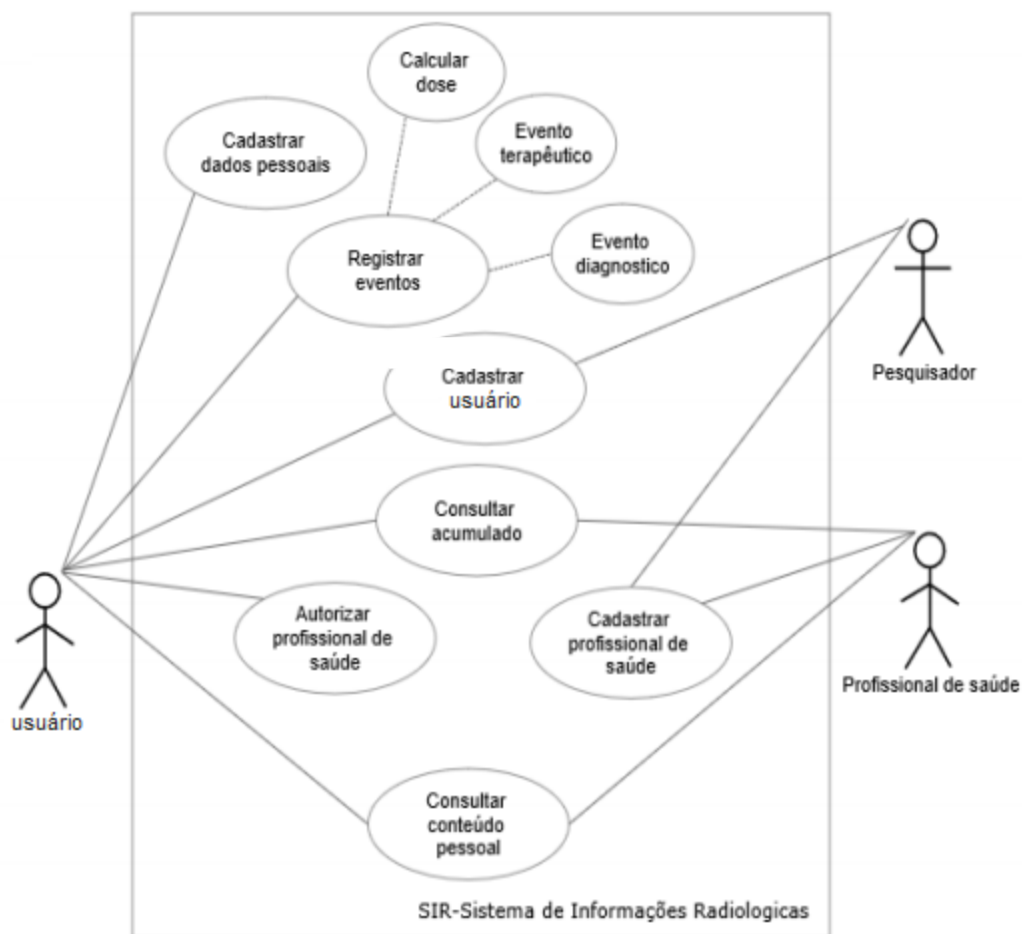 Calcular
dose
Evento
terapêutico
Cadastrar
dados pessoais
Evento
diagnostico
Registrar
eventos
Pesquisador
Cadastrar
usuário
Consultar
acumulado
Autorizar
profissional de
saúde
Cadastrar
profissional de
saúde
Profissional de saúde
usuário
Consultar
conteúdo
pessoal
SIR-Sistema de Informações Radiologicas